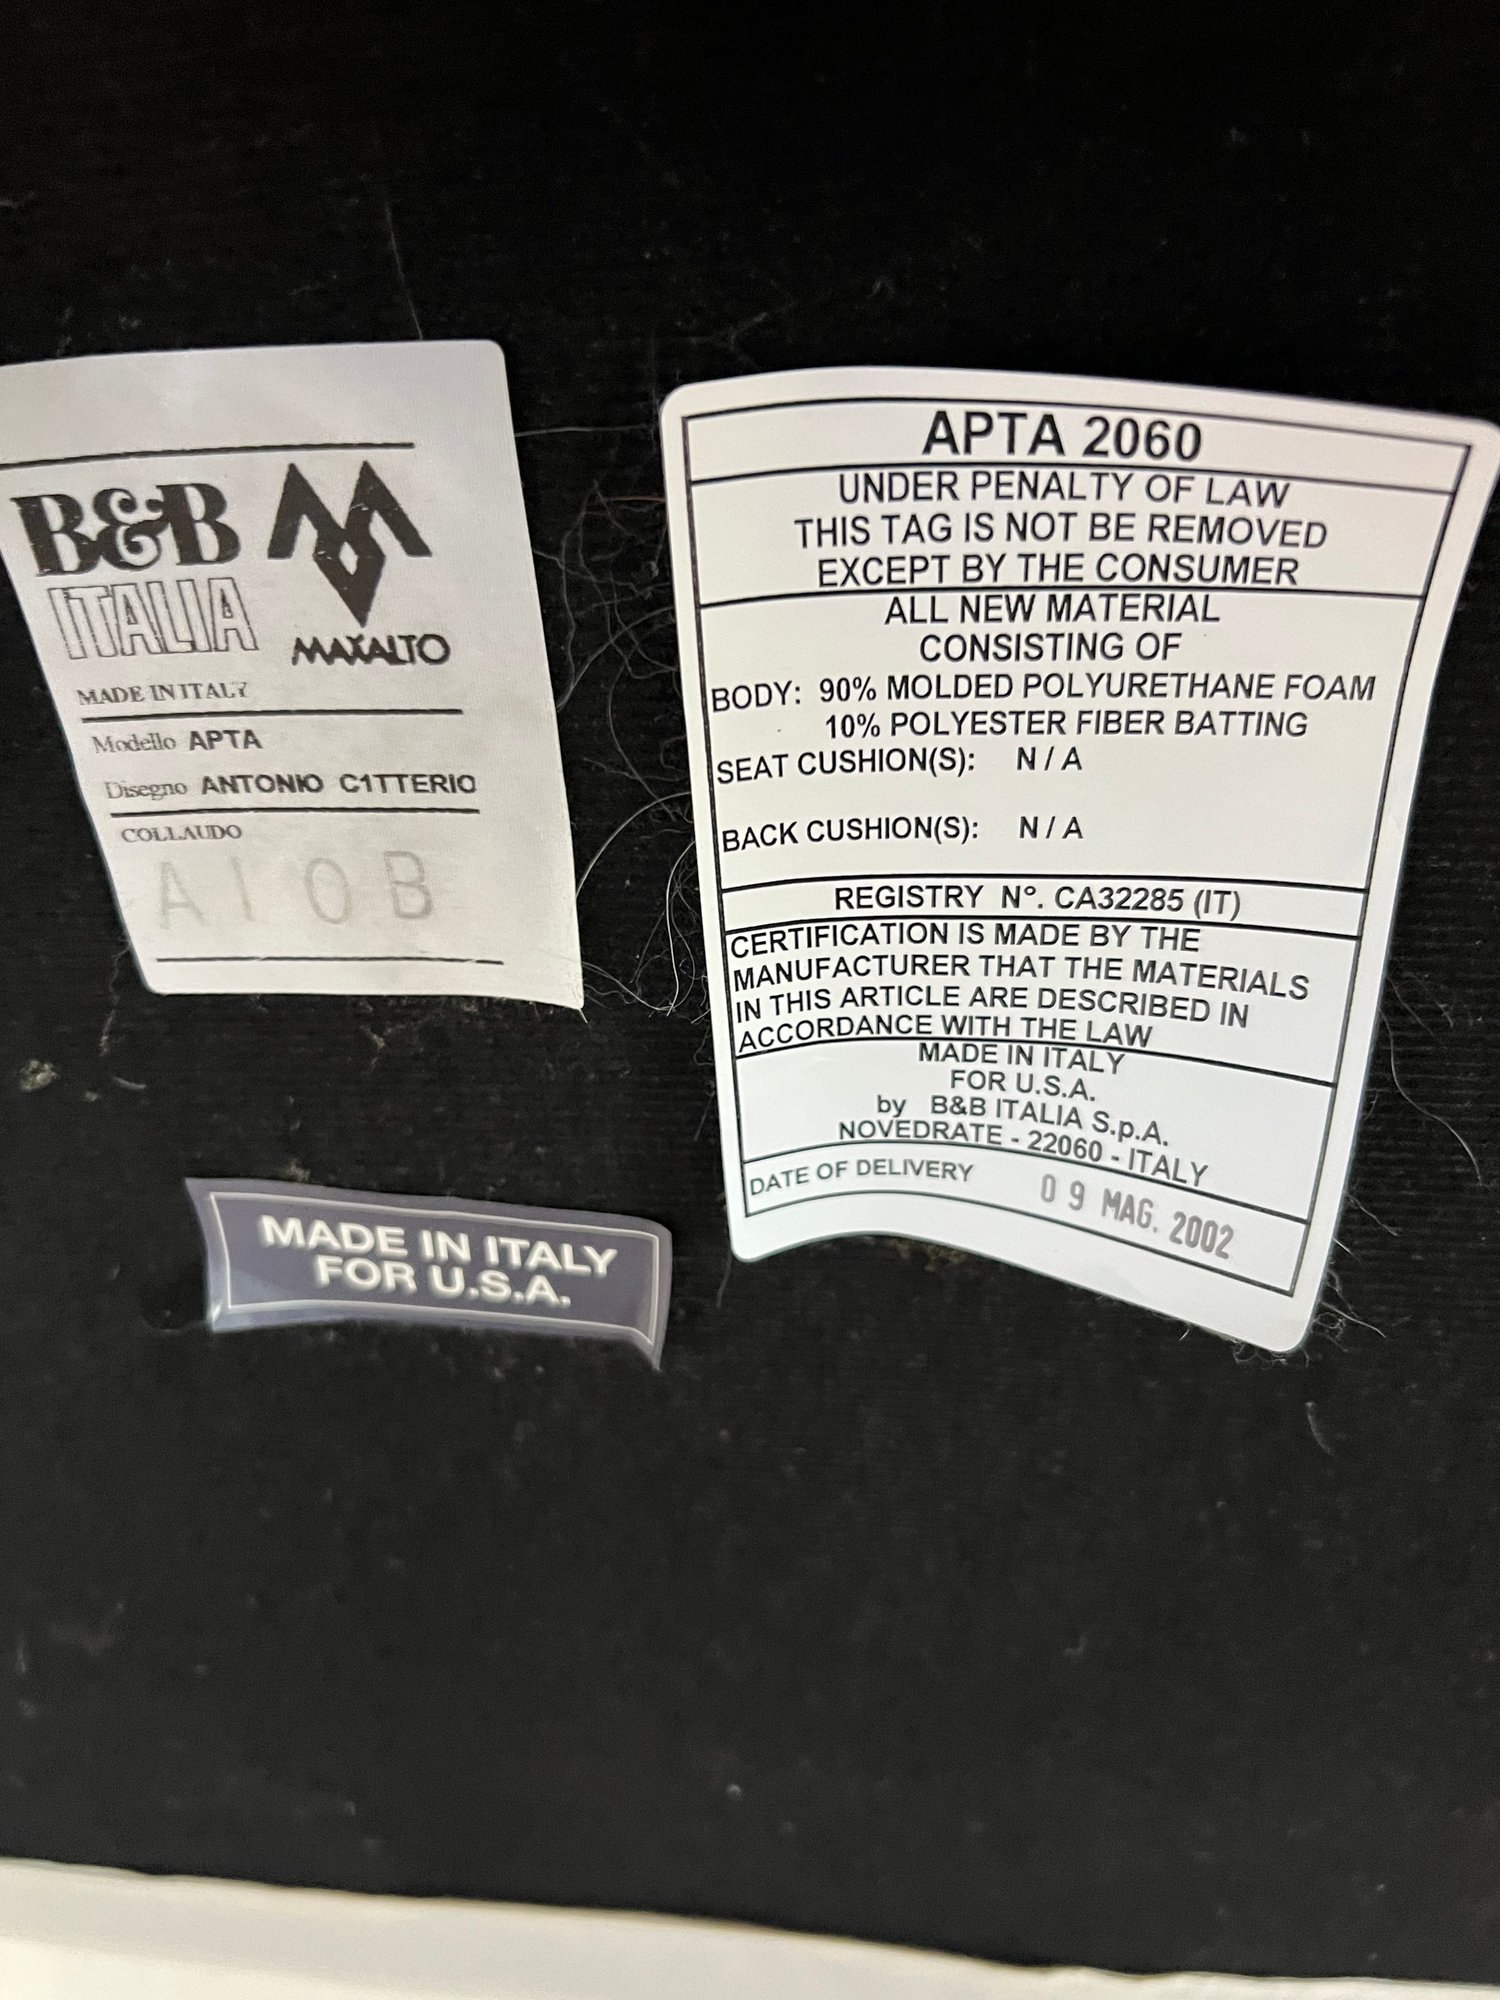 B&B
ITALIA
MAXALTO
MADE IN ITALY
Modello APTA
Disegno ANTONIO C1TTERIO
COLLAUDO
A10B
APTA 2060
UNDER PENALTY OF LAW
THIS TAG IS NOT BE REMOVED
EXCEPT BY THE CONSUMER
ALL NEW MATERIAL
CONSISTING OF
BODY: 90% MOLDED POLYURETHANE FOAM
10% POLYESTER FIBER BATTING
SEAT CUSHION(S): N / A
BACK CUSHION(S): N / A
REGISTRY N°. CA32285 (IT)
CERTIFICATION IS MADE BY THE
MANUFACTURER THAT THE MATERIALS
IN THIS ARTICLE ARE DESCRIBED IN
ACCORDANCE WITH THE LAW
MADE IN ITALY
FOR U.S.A.
by B&B ITALIA S.p.A.
NOVEDRATE - 22060 - ITALY
DATE OF DELIVERY 09 MAG. 2002
MADE IN ITALY
FOR U.S.A.